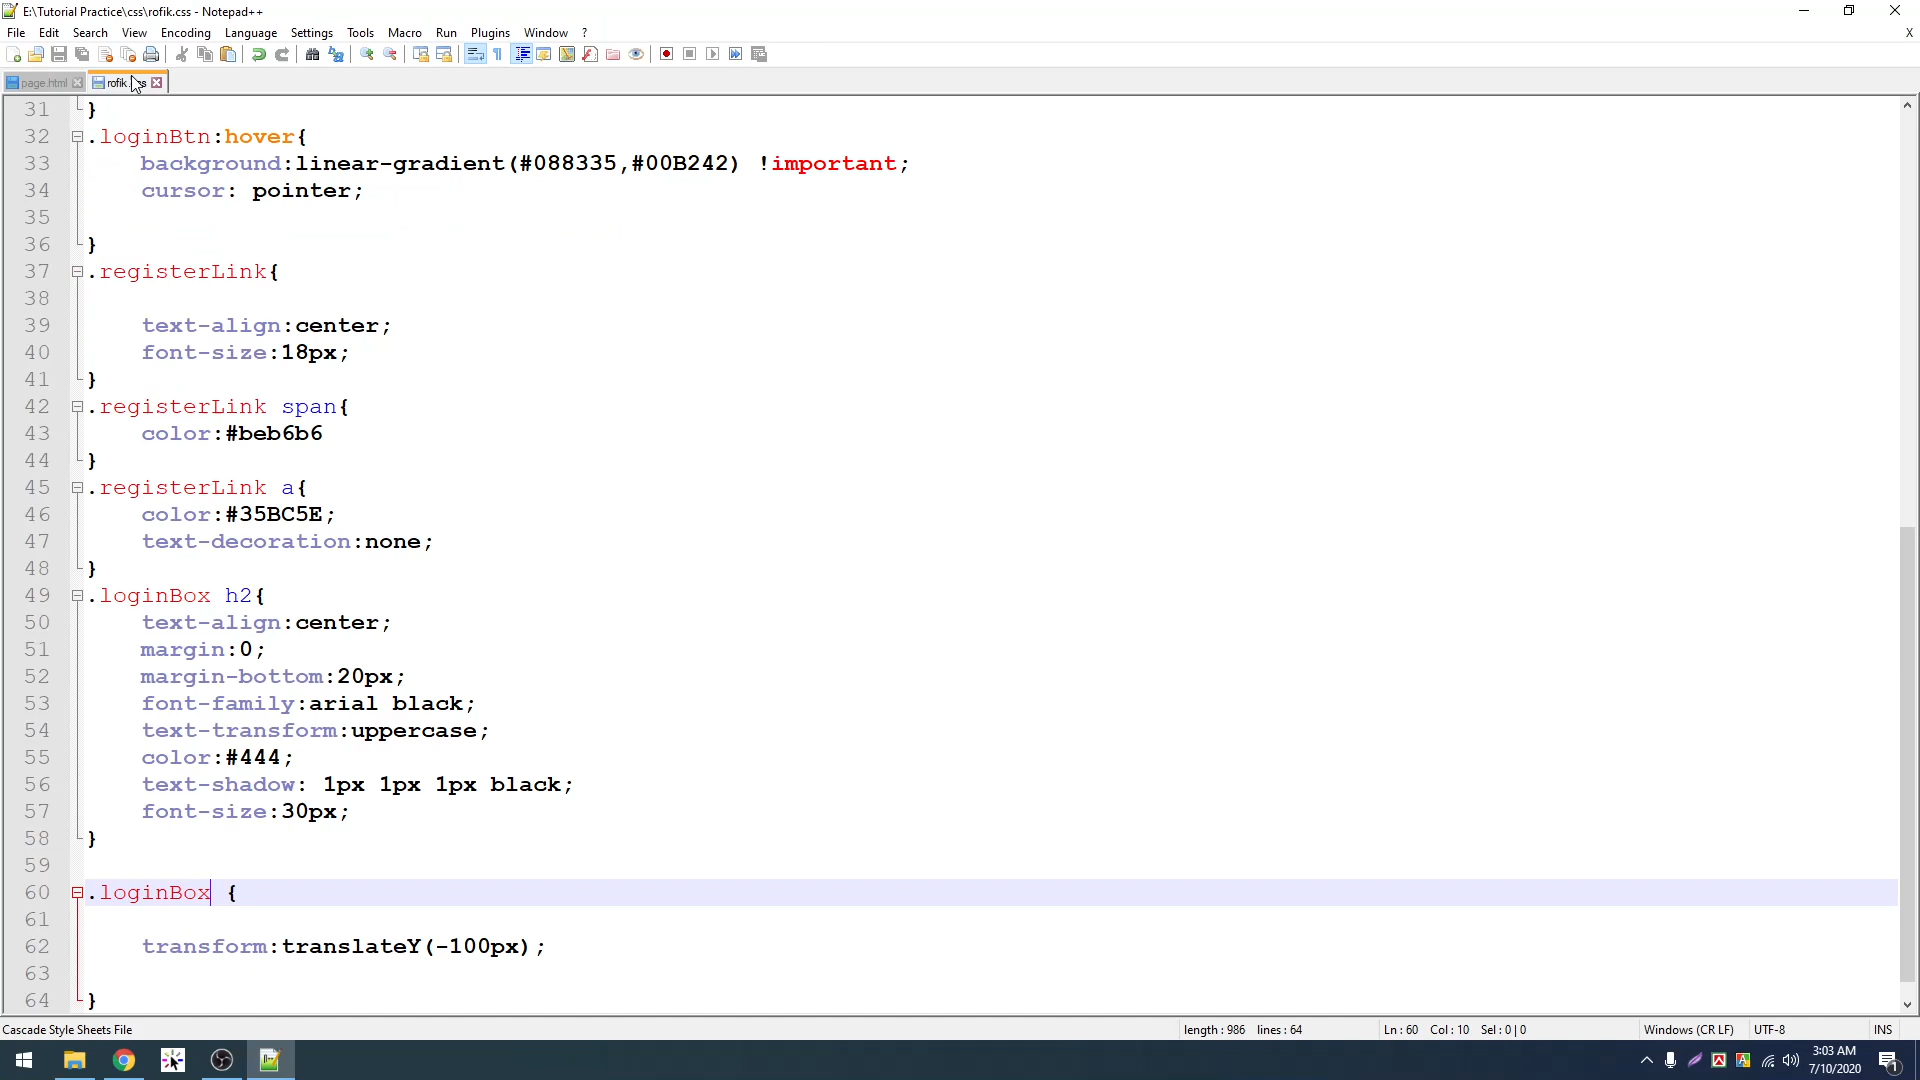 E:\Tutorial Practice\css\rofik.css - Notepad++
File Edit Search View Encoding Language Settings Tools Macro Run Plugins Window ? X
page.html rofik.css
31 }
32 .loginBtn:hover{
33 background:linear-gradient(#088335,#00B242) !important;
34 cursor: pointer;
35
36 }
37 .registerLink{
38
39 text-align:center;
40 font-size:18px;
41 }
42 .registerLink span{
43 color:#beb6b6
44 }
45 .registerLink a{
46 color:#35BC5E;
47 text-decoration:none;
48 }
49 .loginBox h2{
50 text-align:center;
51 margin:0;
52 margin-bottom:20px;
53 font-family:arial black;
54 text-transform:uppercase;
55 color:#444;
56 text-shadow: 1px 1px 1px black;
57 font-size:30px;
58 }
59
60 .loginBox {
61
62 transform:translateY(-100px);
63
64 }
Cascade Style Sheets File length : 986 lines : 64 Ln : 60 Col : 10 Sel : 0 | 0 Windows (CR LF) UTF-8 INS
3:03 AM
7/10/2020
1